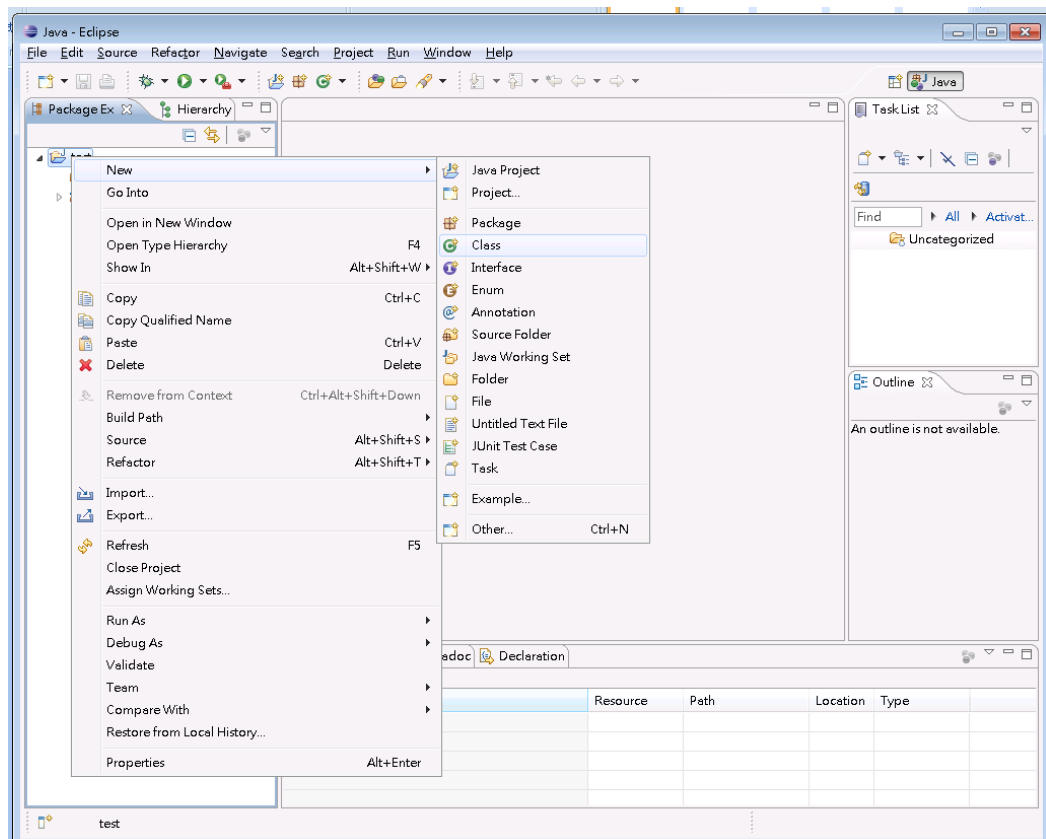 Java - Eclipse
File Edit Source Refactor Navigate Search Project Run Window Help
Java
Package Ex
Hierarchy
Task List
test
Find
All
Activat...
Uncategorized
Outline
An outline is not available.
New
Go Into
Open in New Window
Open Type Hierarchy F4
Show In Alt+Shift+W
Copy Ctrl+C
Copy Qualified Name
Paste Ctrl+V
Delete Delete
Remove from Context Ctrl+Alt+Shift+Down
Build Path
Source Alt+Shift+S
Refactor Alt+Shift+T
Import...
Export...
Refresh F5
Close Project
Assign Working Sets...
Run As
Debug As
Validate
Team
Compare With
Restore from Local History...
Properties Alt+Enter
Java Project
Project...
Package
Class
Interface
Enum
Annotation
Source Folder
Java Working Set
Folder
File
Untitled Text File
JUnit Test Case
Task
Example...
Other... Ctrl+N
adoc
Declaration
Resource Path Location Type
test